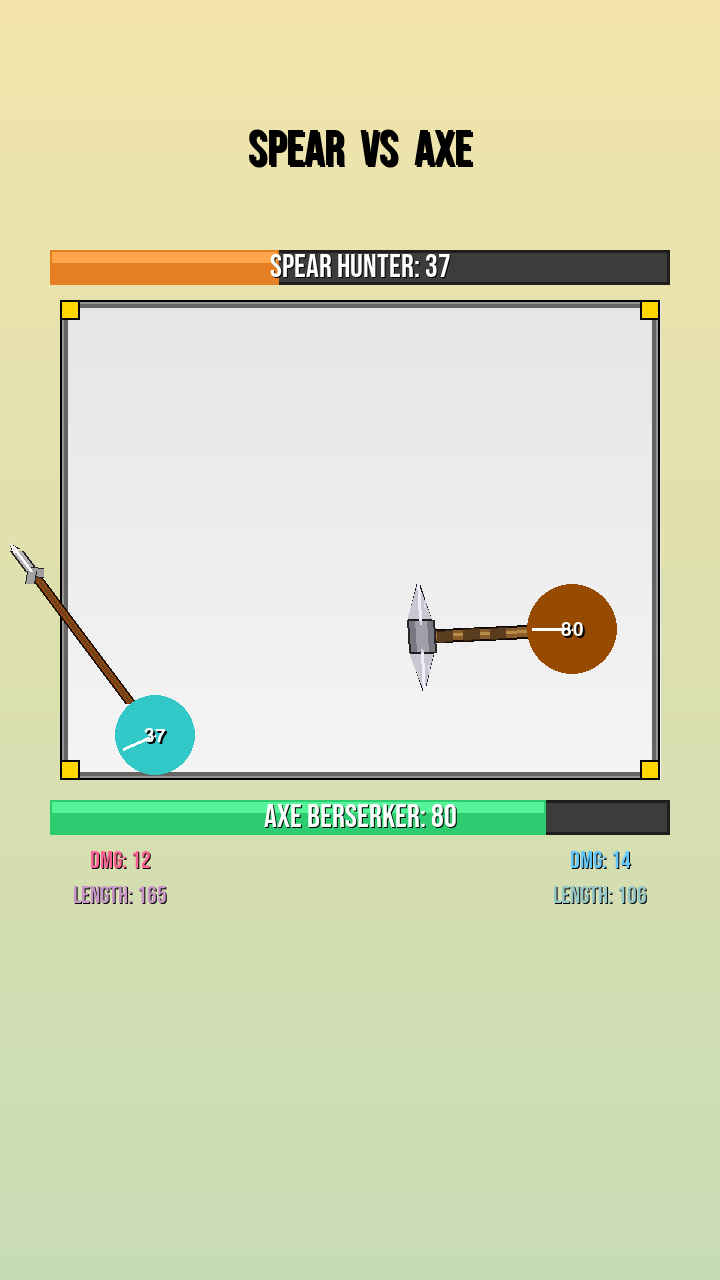 SPEAR VS AXE
SPEAR HUNTER: 37
80
37
AXE BERSERKER: 80
DMG: 12
DMG: 14
LENGTH: 165
LENGTH: 106